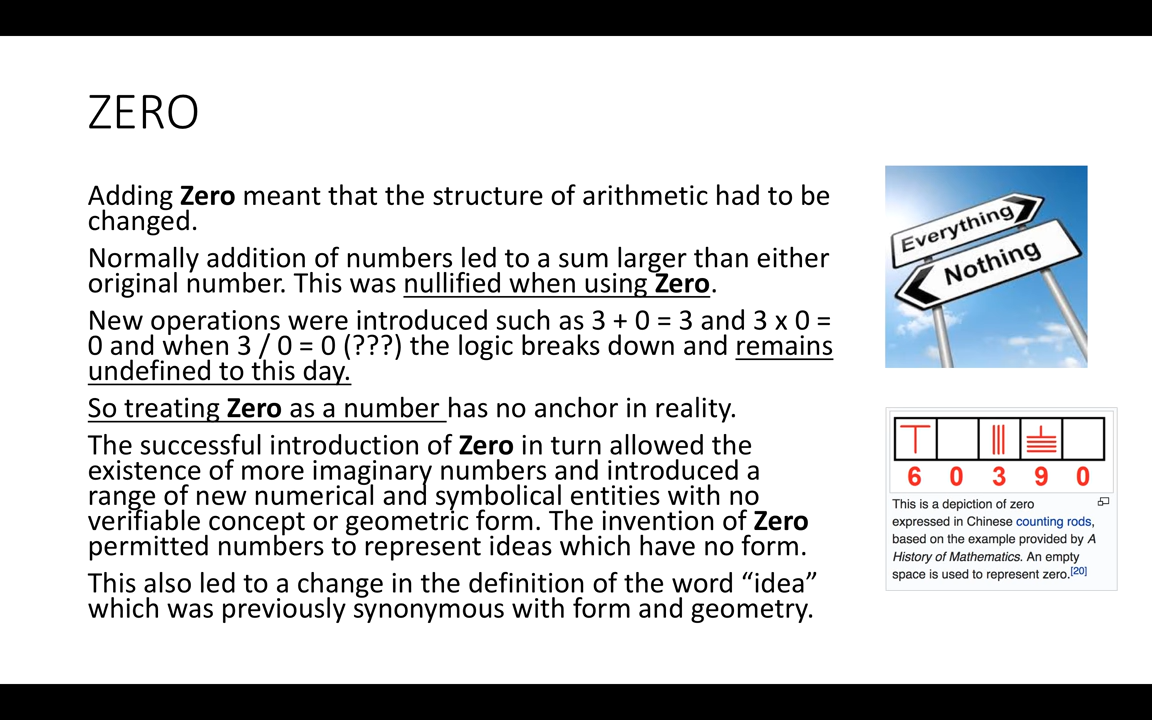 ZERO
Adding Zero meant that the structure of arithmetic had to be
changed.
Normally addition of numbers led to a sum larger than either
original number. This was nullified when using Zero.
New operations were introduced such as 3 + 0 = 3 and 3 x 0 =
0 and when 3 / 0 = 0 (???) the logic breaks down and remains
undefined to this day.
So treating Zero as a number has no anchor in reality.
The successful introduction of Zero in turn allowed the
existence of more imaginary numbers and introduced a
range of new numerical and symbolical entities with no
verifiable concept or geometric form. The invention of Zero
permitted numbers to represent ideas which have no form.
This also led to a change in the definition of the word “idea”
which was previously synonymous with form and geometry.
Everything
Nothing
6 0 3 9 0
This is a depiction of zero
expressed in Chinese counting rods,
based on the example provided by A
History of Mathematics. An empty
space is used to represent zero.[20]